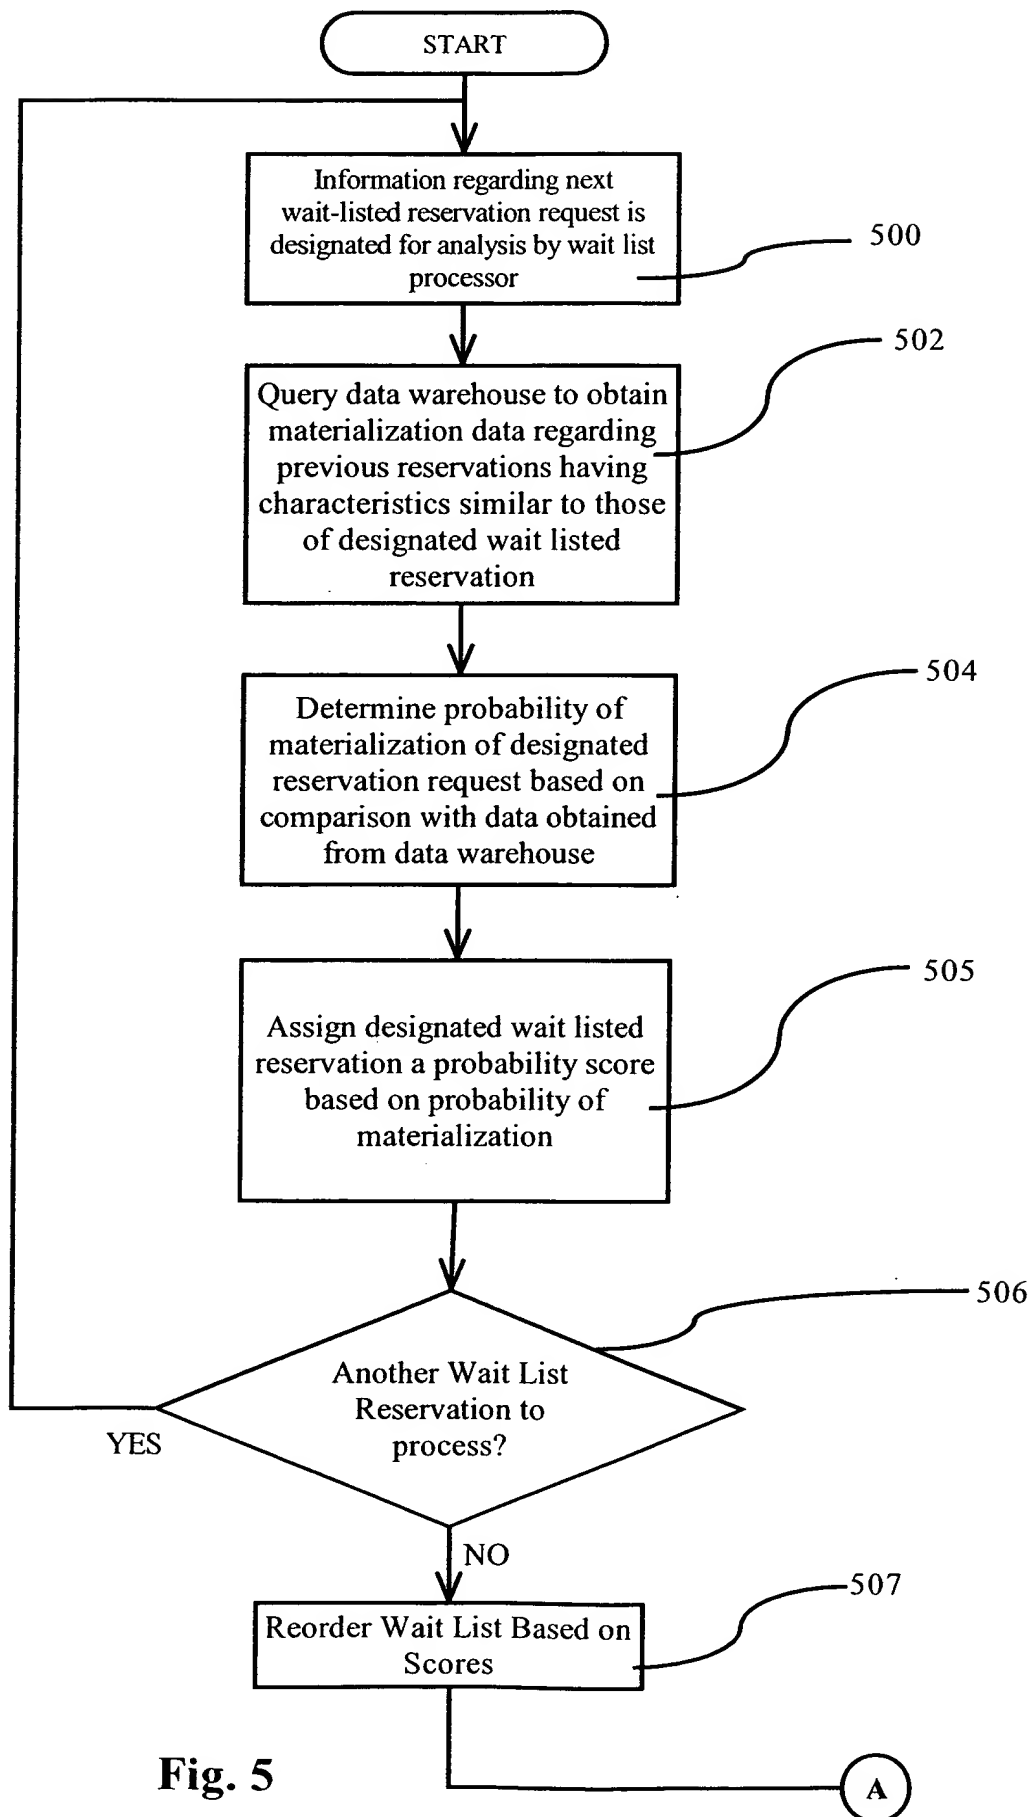 START
Information regarding next
wait-listed reservation request is
designated for analysis by wait list
processor
500
Query data warehouse to obtain
materialization data regarding
previous reservations having
characteristics similar to those
of designated wait listed
reservation
502
Determine probability of
materialization of designated
reservation request based on
comparison with data obtained
from data warehouse
504
Assign designated wait listed
reservation a probability score
based on probability of
materialization
505
Another Wait List
Reservation to
process?
506
YES
NO
Reorder Wait List Based on
Scores
507
Fig. 5
A